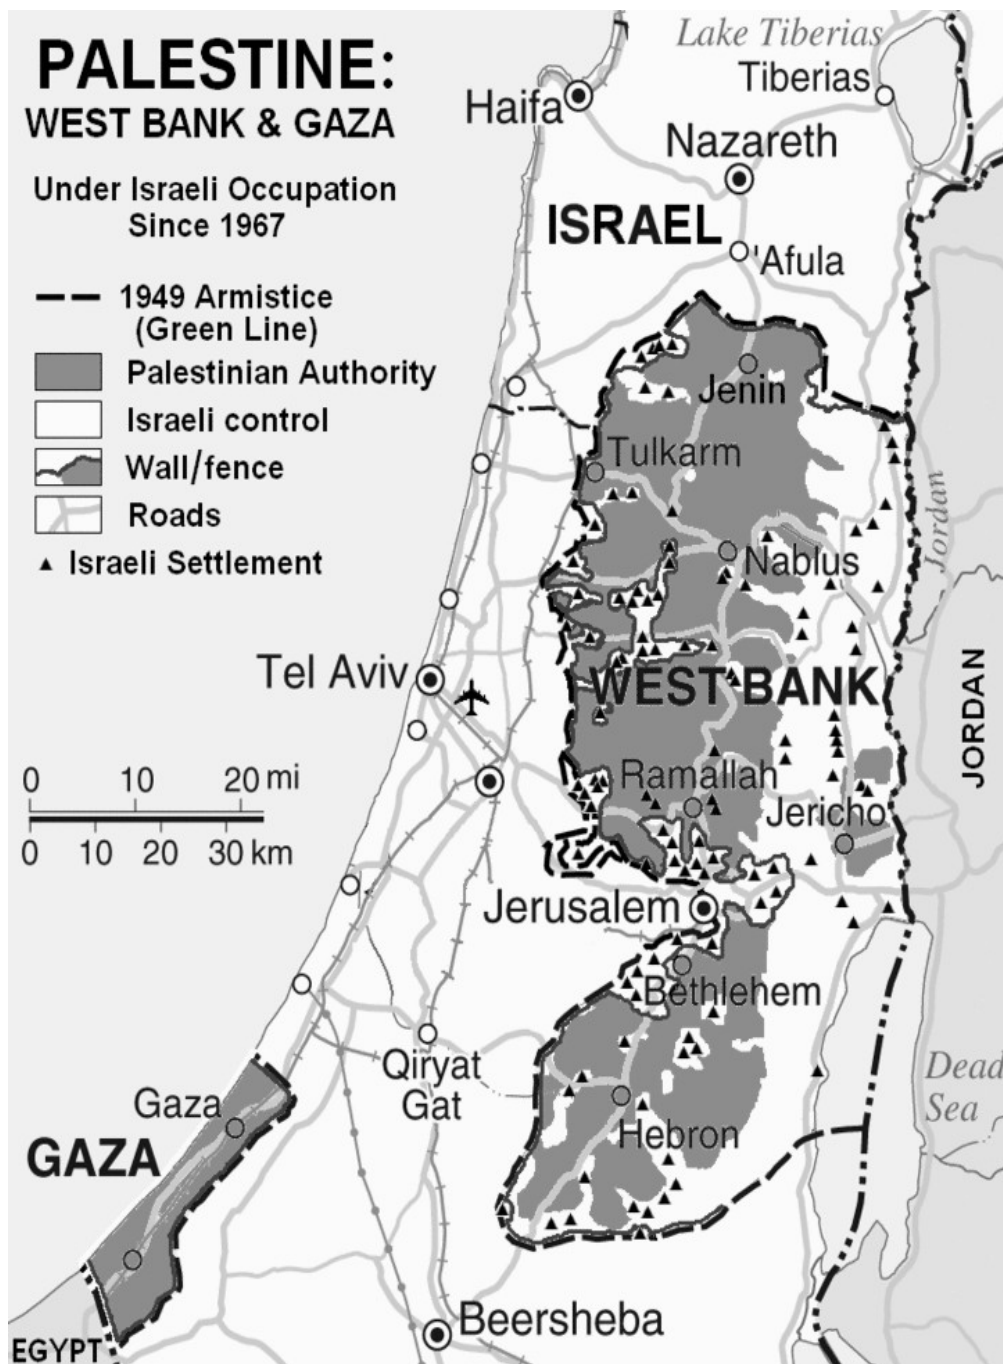 PALESTINE:
WEST BANK & GAZA
Under Israeli Occupation
Since 1967
1949 Armistice
(Green Line)
Palestinian Authority
Israeli control
Wall/fence
Roads
Israeli Settlement
Lake Tiberias
Tiberias
Haifa
Nazareth
ISRAEL
'Afula
Jenin
Tulkarm
Jordan
Nablus
Tel Aviv
WEST BANK
JORDAN
0 10 20 mi
0 10 20 30 km
Ramallah
Jericho
Jerusalem
Bethlehem
Qiryat
Gat
Dead
Sea
Gaza
GAZA
Hebron
Beersheba
EGYPT